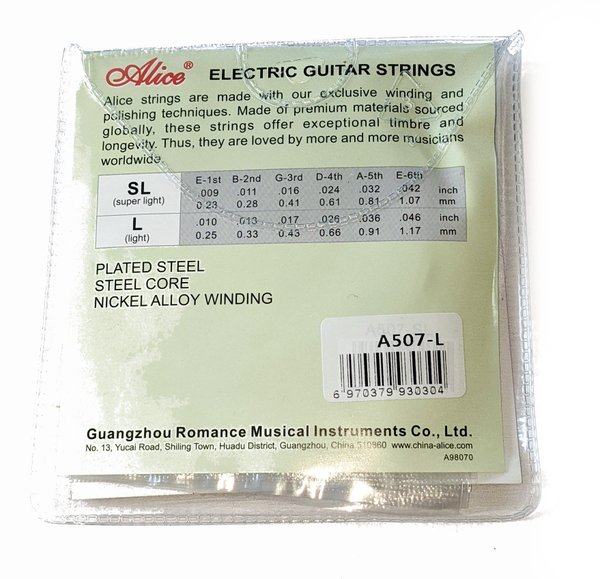 Alice® ELECTRIC GUITAR STRINGS
Alice strings are made with our exclusive winding and
polishing techniques. Made of premium materials sourced
globally, these strings offer exceptional timbre and
longevity. Thus, they are loved by more and more musicians
worldwide.
E-1st B-2nd G-3rd D-4th A-5th E-6th
SL .009 .011 .016 .024 .032 .042 inch
(super light) 0.23 0.28 0.41 0.61 0.81 1.07 mm
L .010 .013 .017 .026 .036 .046 inch
(light) 0.25 0.33 0.43 0.66 0.91 1.17 mm
PLATED STEEL
STEEL CORE
NICKEL ALLOY WINDING
A507-L
6 970379 930304
Guangzhou Romance Musical Instruments Co., Ltd.
No. 13, Yucai Road, Shiling Town, Huadu District, Guangzhou, China 510860 www.china-alice.com
A98070